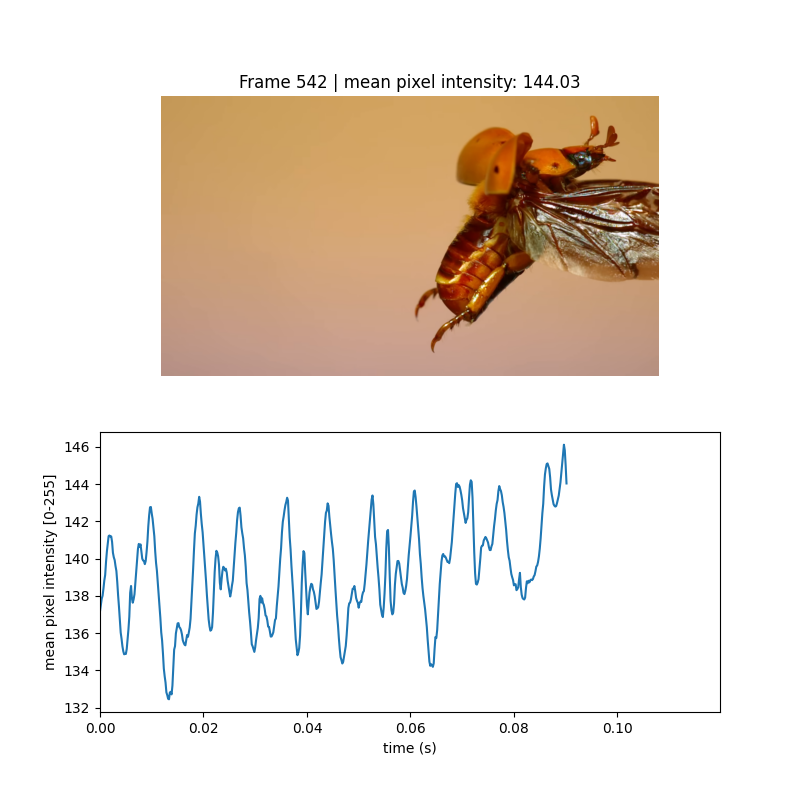 Frame 542 | mean pixel intensity: 144.03
146
144
142
140
138
136
134
132
mean pixel intensity [0-255]
0.00 0.02 0.04 0.06 0.08 0.10
time (s)